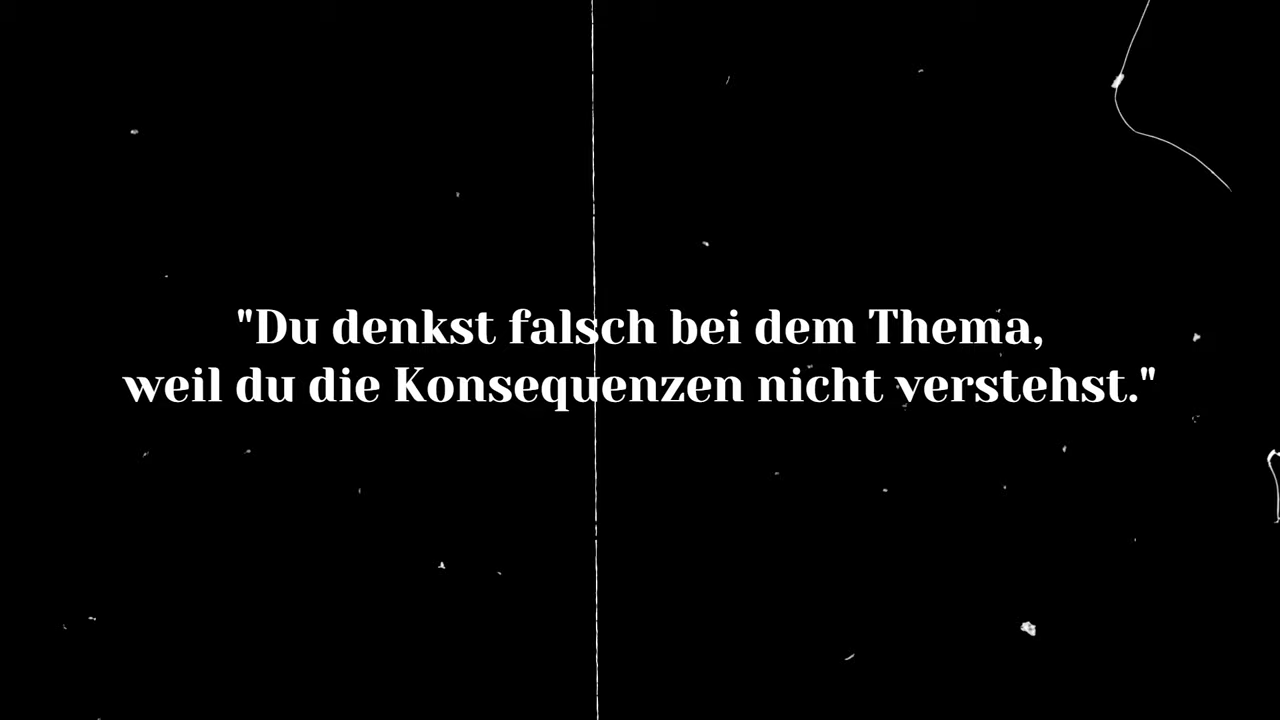 "Du denkst falsch bei dem Thema,
weil du die Konsequenzen nicht verstehst."